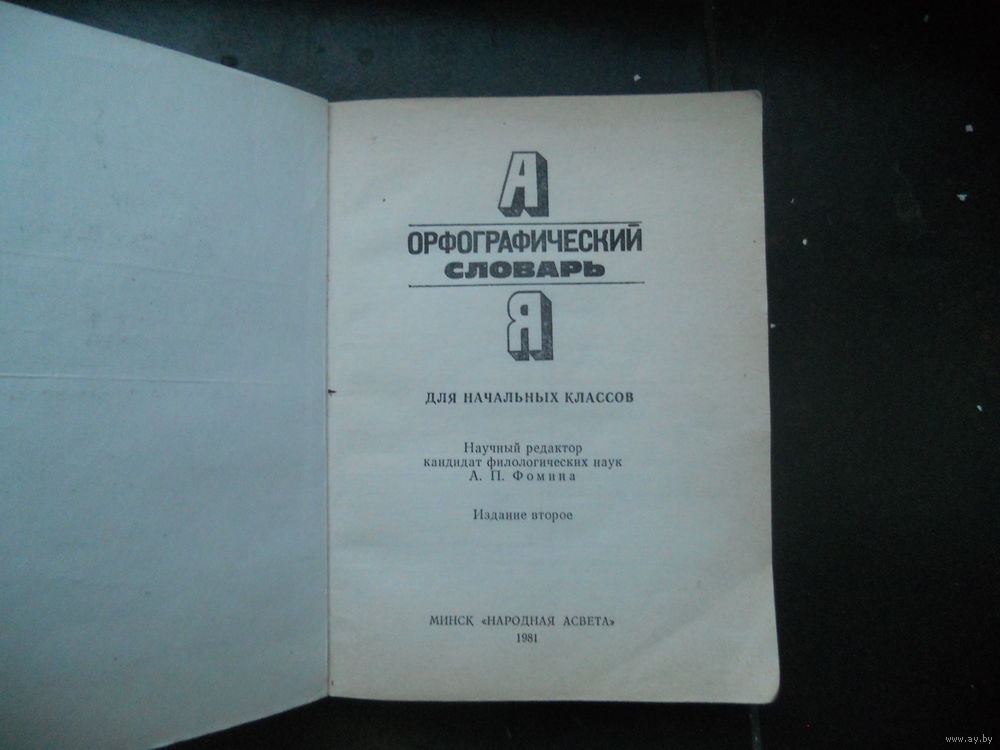 А
ОРФОГРАФИЧЕСКИЙ
СЛОВАРЬ
Я
ДЛЯ НАЧАЛЬНЫХ КЛАССОВ
Научный редактор
кандидат филологических наук
А. П. Фомина
Издание второе
МИНСК «НАРОДНАЯ АСВЕТА»
1981
www.ay.by